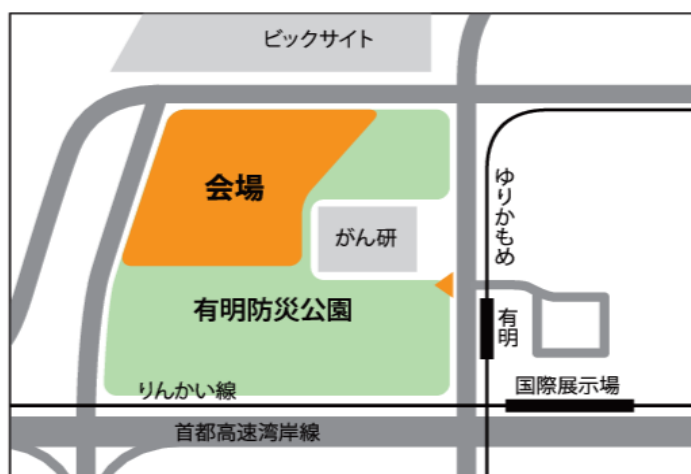 ビックサイト
会場
がん研
ゆりかもめ
有明防災公園
有明
国際展示場
りんかい線
首都高速湾岸線